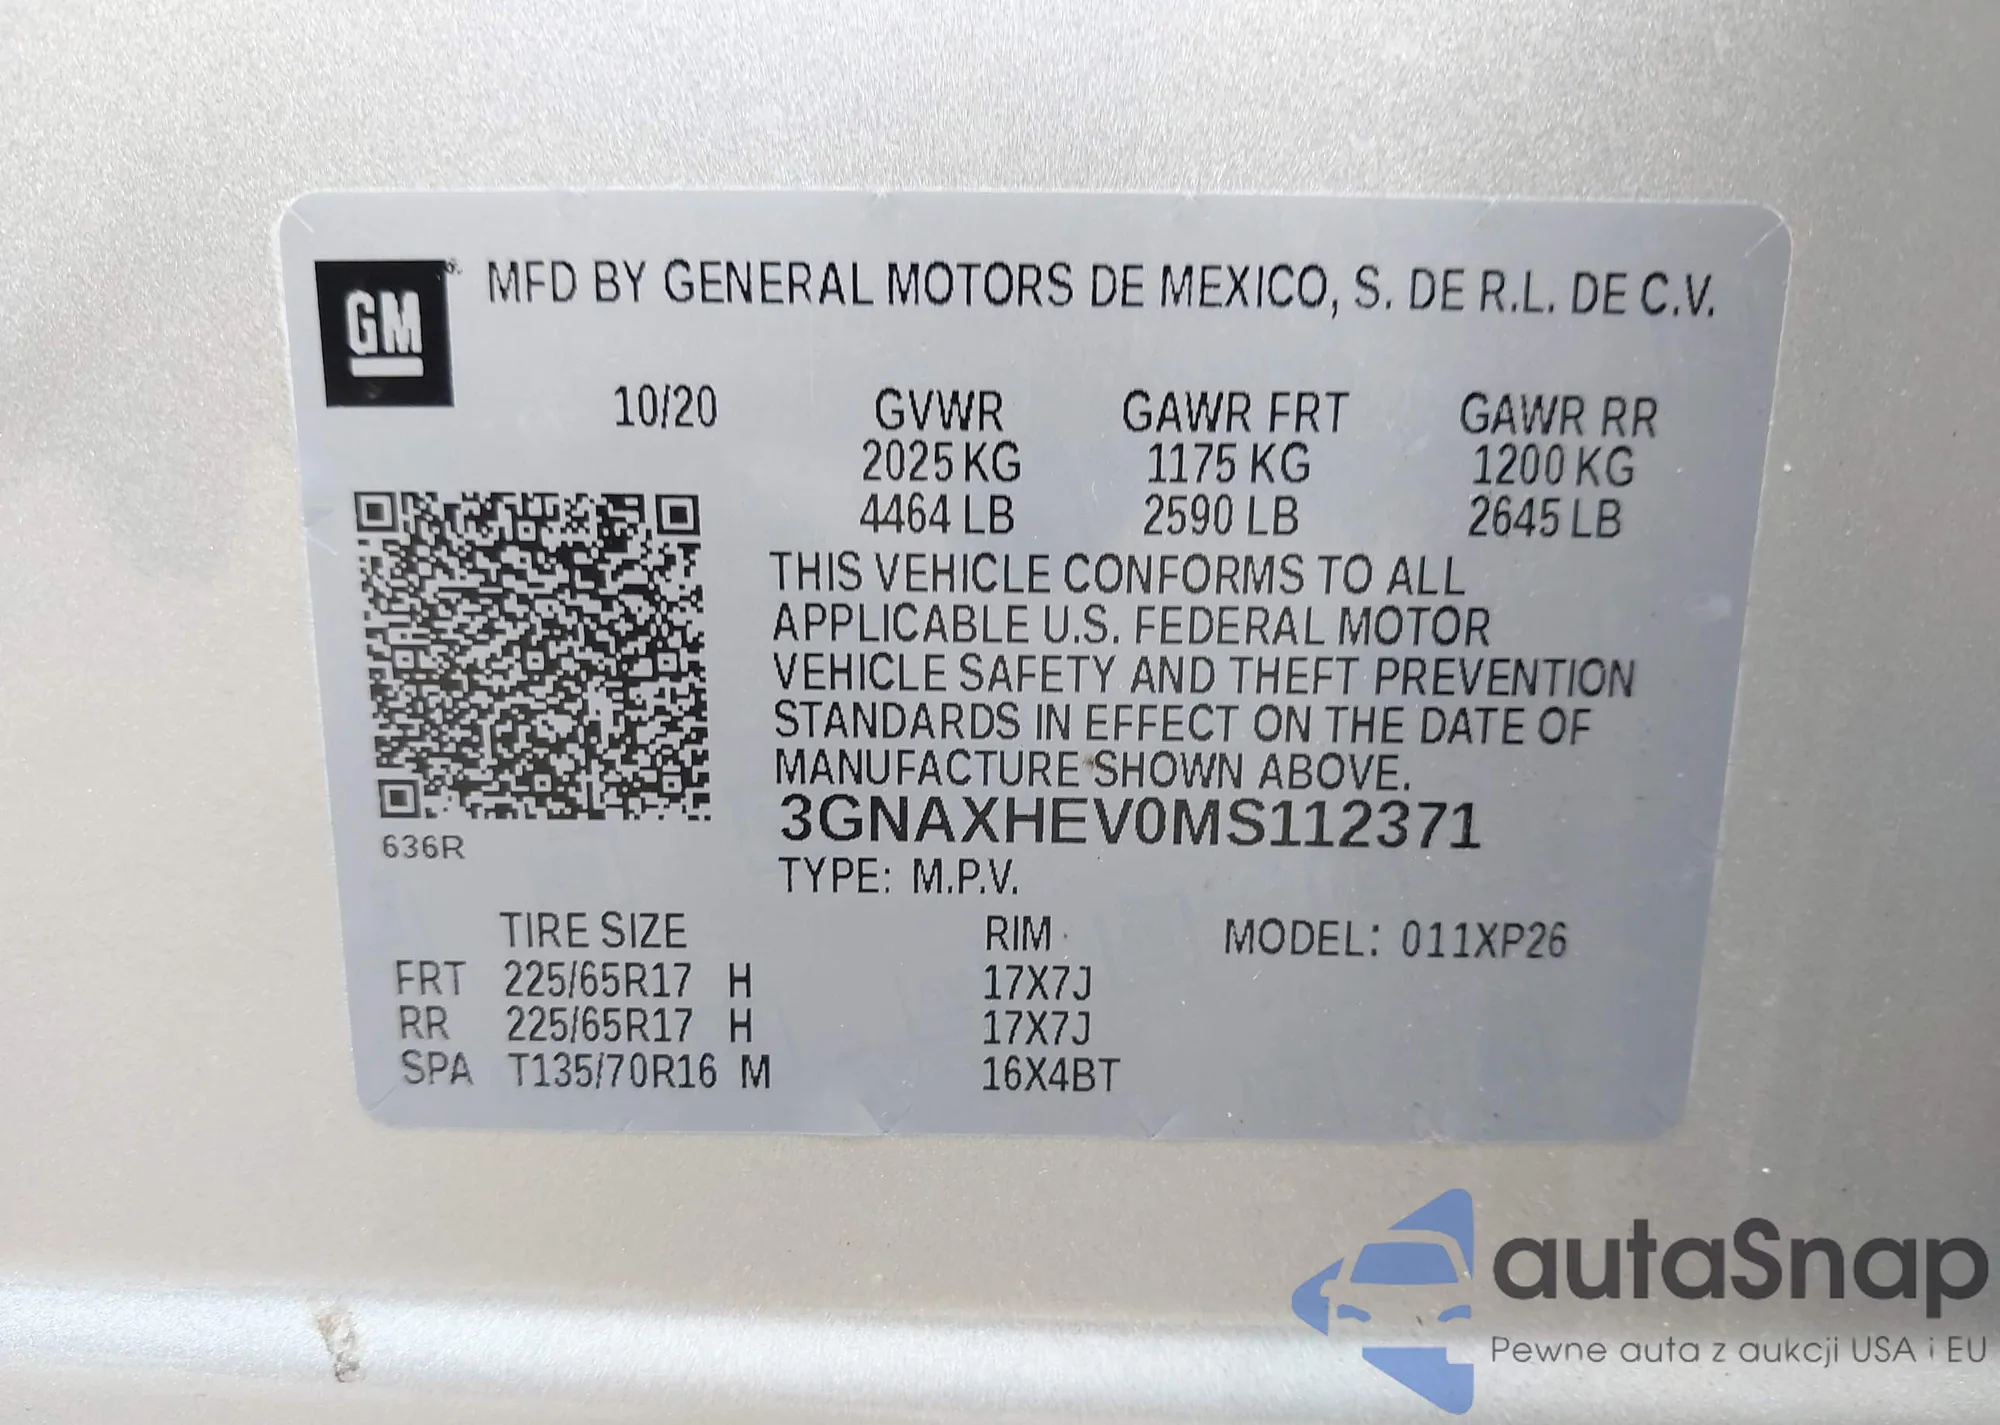 GM MFD BY GENERAL MOTORS DE MEXICO, S. DE R.L. DE C.V.
10/20 GVWR GAWR FRT GAWR RR
2025 KG 1175 KG 1200 KG
4464 LB 2590 LB 2645 LB
THIS VEHICLE CONFORMS TO ALL
APPLICABLE U.S. FEDERAL MOTOR
VEHICLE SAFETY AND THEFT PREVENTION
STANDARDS IN EFFECT ON THE DATE OF
MANUFACTURE SHOWN ABOVE.
3GNAXHEV0MS112371
636R
TYPE: M.P.V.
TIRE SIZE RIM MODEL: 011XP26
FRT 225/65R17 H 17X7J
RR 225/65R17 H 17X7J
SPA T135/70R16 M 16X4BT
autaSnap
Pewne auta z aukcji USA i EU